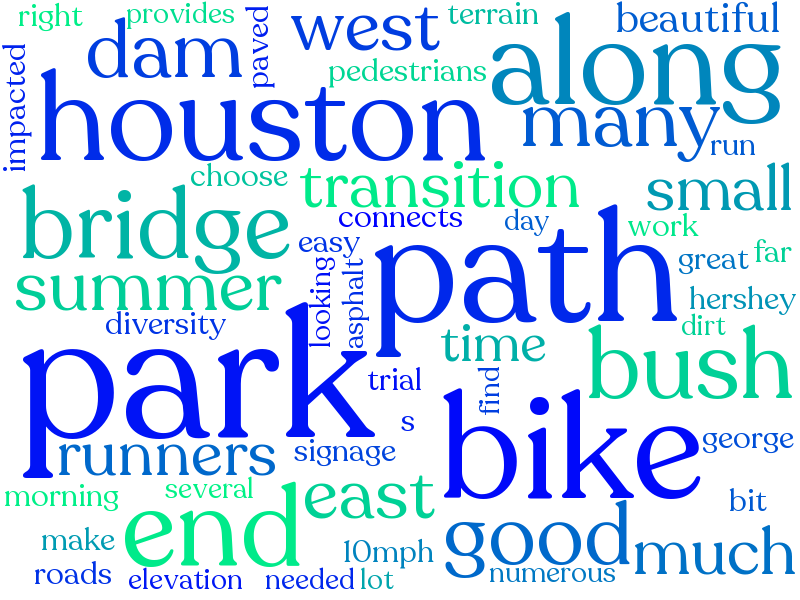 right
provides
terrain
beautiful
dam
west
along
impacted
paved
pedestrians
houston
many
run
choose
transition
small
bridge
connects
day
work
easy
path
great
far
summer
looking
asphalt
hershey
diversity
dirt
park
time
bush
trial
find
bike
s
runners
signage
george
morning
several
east
end
good
bit
make
10mph
much
roads
elevation
needed
lot
numerous